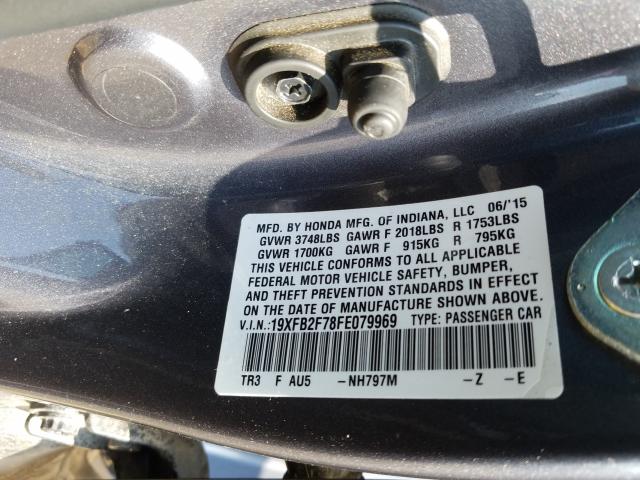 MFD. BY HONDA MFG. OF INDIANA, LLC 06/'15
GVWR 3748LBS GAWR F 2018LBS R 1753LBS
GVWR 1700KG GAWR F 915KG R 795KG
THIS VEHICLE CONFORMS TO ALL APPLICABLE
FEDERAL MOTOR VEHICLE SAFETY, BUMPER,
AND THEFT PREVENTION STANDARDS IN EFFECT
ON THE DATE OF MANUFACTURE SHOWN ABOVE.
V.I.N.:19XFB2F78FE079969 TYPE: PASSENGER CAR
TR3 F AU5 -NH797M -Z -E